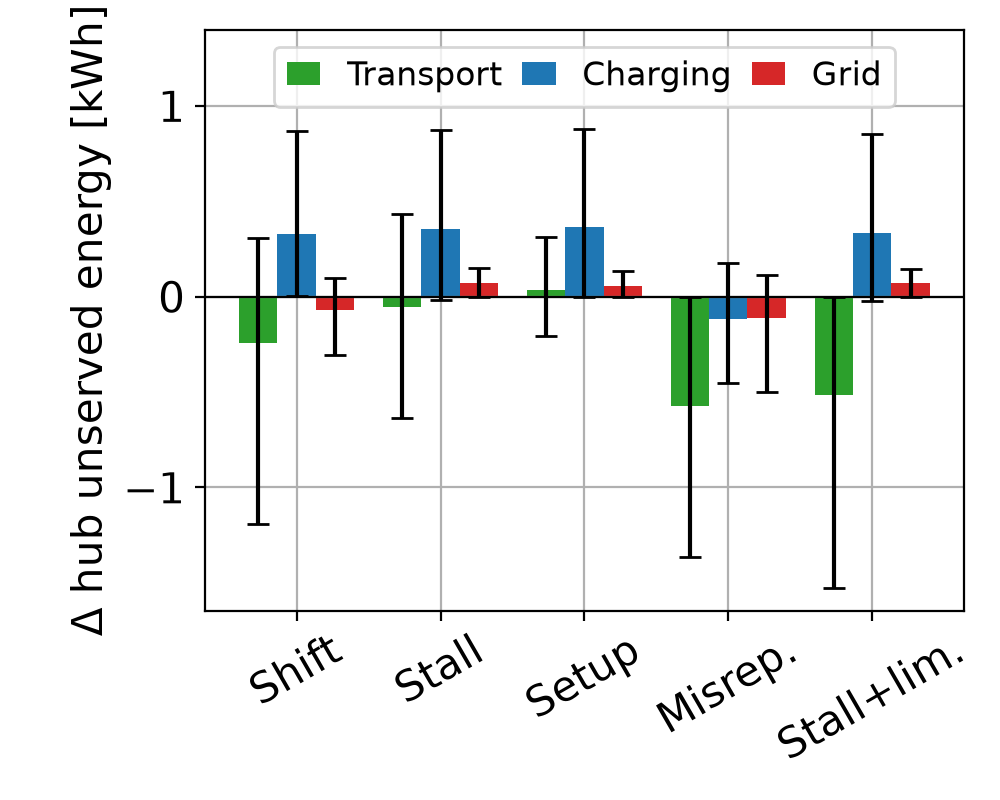 Δ hub unserved energy [kWh]
Transport Charging Grid
1
0
−1
Shift Stall Setup Misrep. Stall+lim.